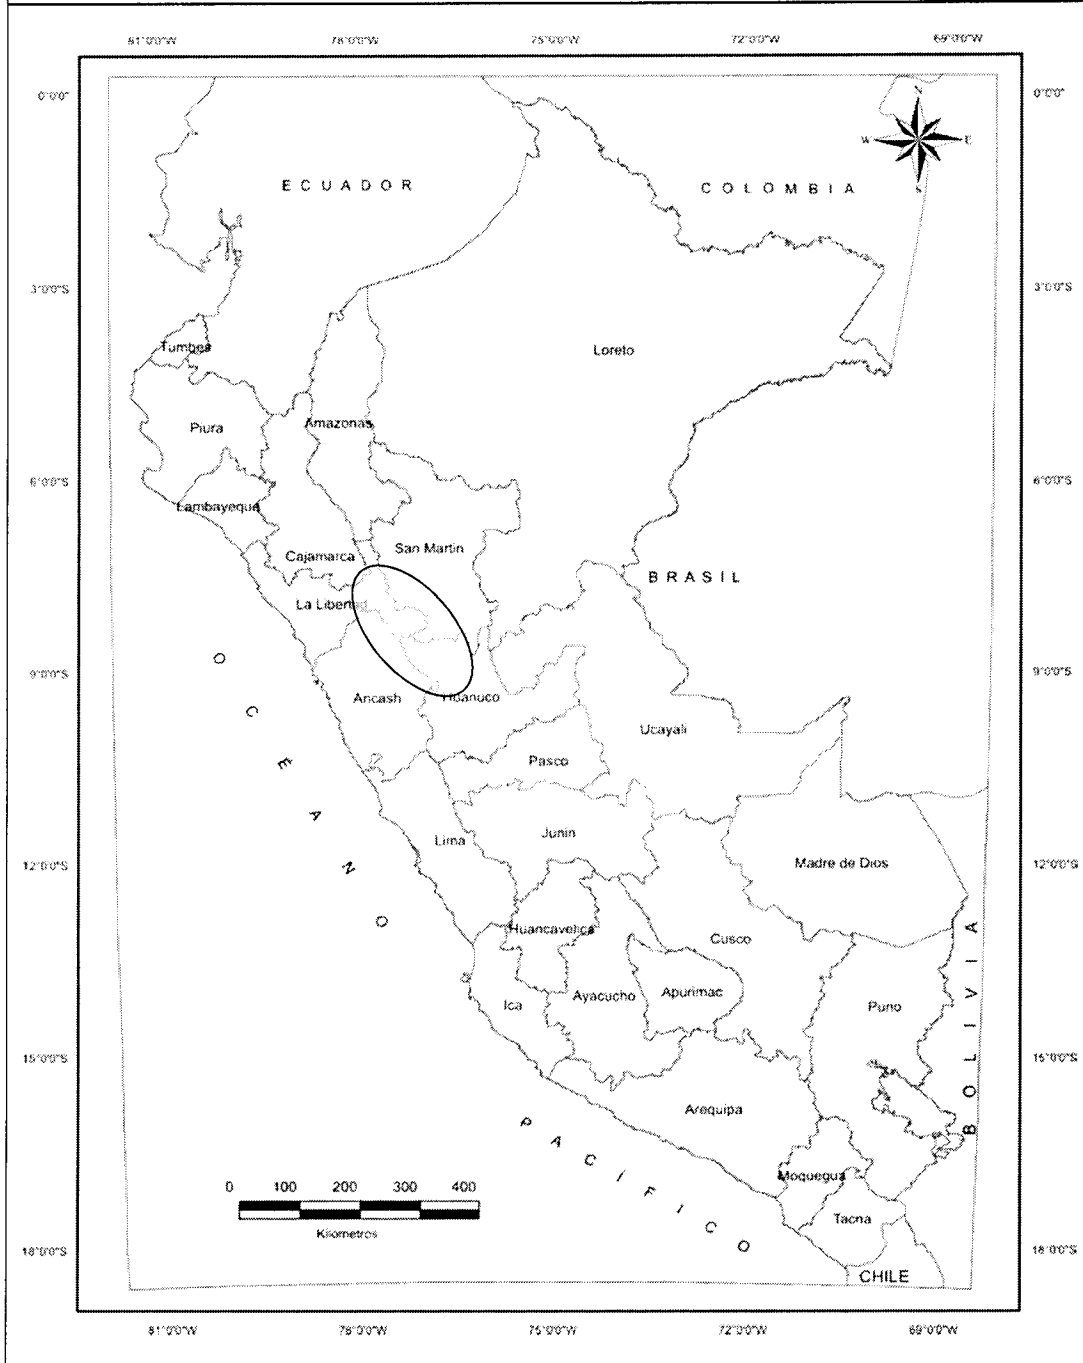 81°0'0"W 78°0'0"W 75°0'0"W 72°0'0"W 69°0'0"W
0°0'0" 0°0'0"
N
W E
S
ECUADOR COLOMBIA
3°0'0"S 3°0'0"S
Tumbes
Loreto
Piura Amazonas
6°0'0"S 6°0'0"S
Lambayeque
Cajamarca San Martin
BRASIL
La Libertad
9°0'0"S 9°0'0"S
Ancash Huanuco
Ucayali
Pasco
Lima Junin
12°0'0"S Madre de Dios 12°0'0"S
OCÉANO
Huancavelica Cusco
Ica Ayacucho Apurimac Puno
BOLIVIA
15°0'0"S 15°0'0"S
Arequipa
PACÍFICO
Moquegua
0 100 200 300 400
Tacna
Kilometros
18°0'0"S 18°0'0"S
CHILE
81°0'0"W 78°0'0"W 75°0'0"W 72°0'0"W 69°0'0"W